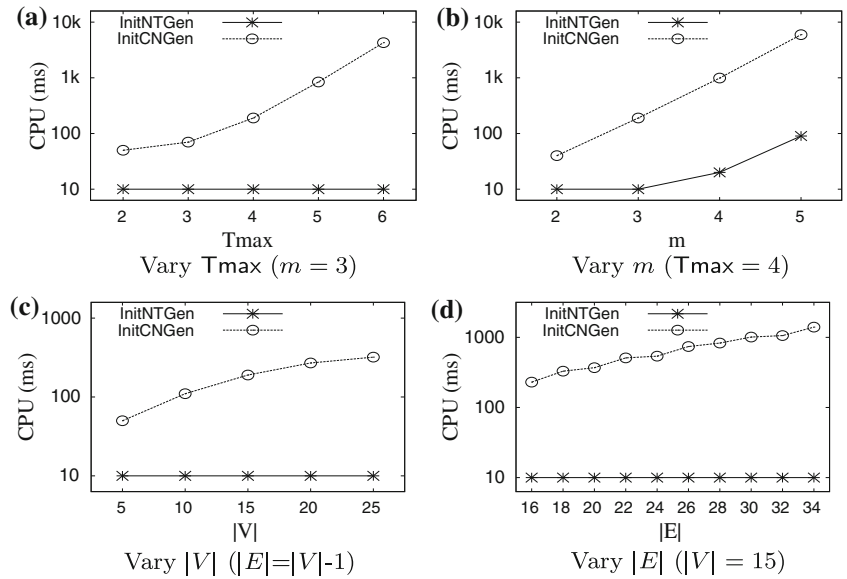 (a)
InitNTGen
InitCNGen
10k
1k
100
10
CPU (ms)
2 3 4 5 6
Tmax
Vary Tmax (m = 3)
(b)
InitNTGen
InitCNGen
10k
1k
100
10
CPU (ms)
2 3 4 5
m
Vary m (Tmax = 4)
(c)
InitNTGen
InitCNGen
1000
100
10
CPU (ms)
5 10 15 20 25
|V|
Vary |V| (|E|=|V|-1)
(d)
InitNTGen
InitCNGen
1000
100
10
CPU (ms)
16 18 20 22 24 26 28 30 32 34
|E|
Vary |E| (|V| = 15)